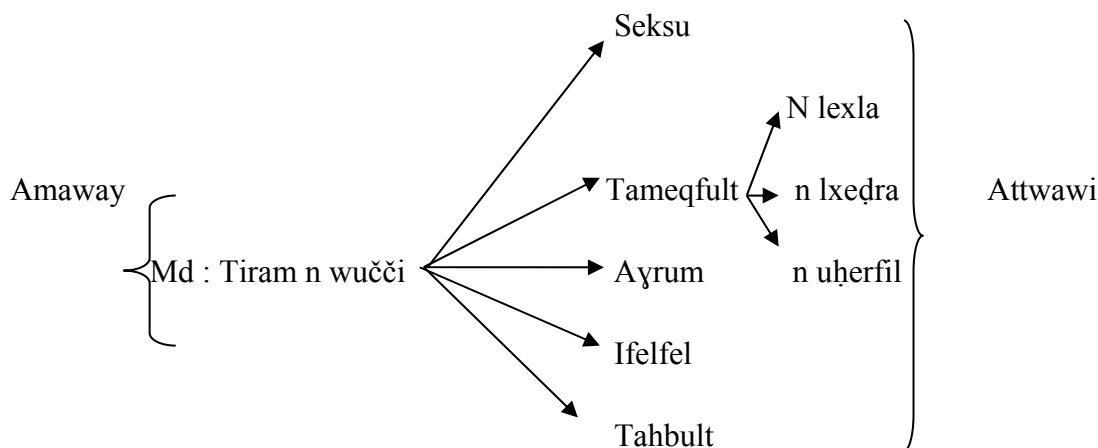 Seksu
N lexla
Amaway Tameqfult n lxeḍra Attwawi
Md : Tiram n wučči Aɣrum n uḥerfil
Ifelfel
Tahbult